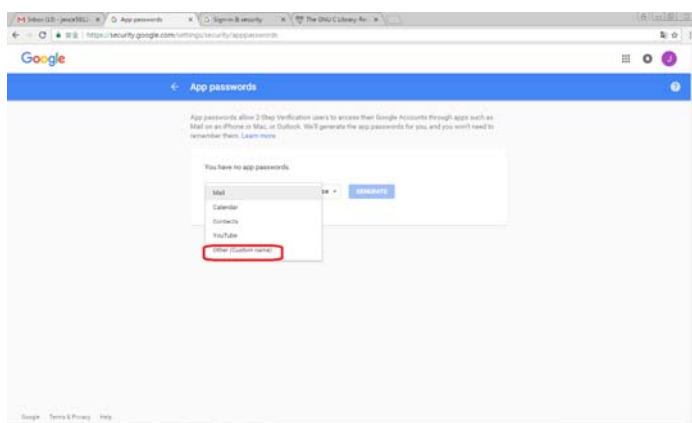 App passwords
Sign-in & security
The GNU C Library: Re
https://security.google.com/settings/security/apppasswords
Google
J
App passwords
App passwords allow 2-Step Verification users to access their Google Accounts through apps such as
Mail on an iPhone or Mac, or Outlook. We'll generate the app passwords for you, and you won't need to
remember them. Learn more
You have no app passwords.
Mail
GENERATE
Calendar
Contacts
YouTube
Other (Custom name)
Google Terms & Privacy Help